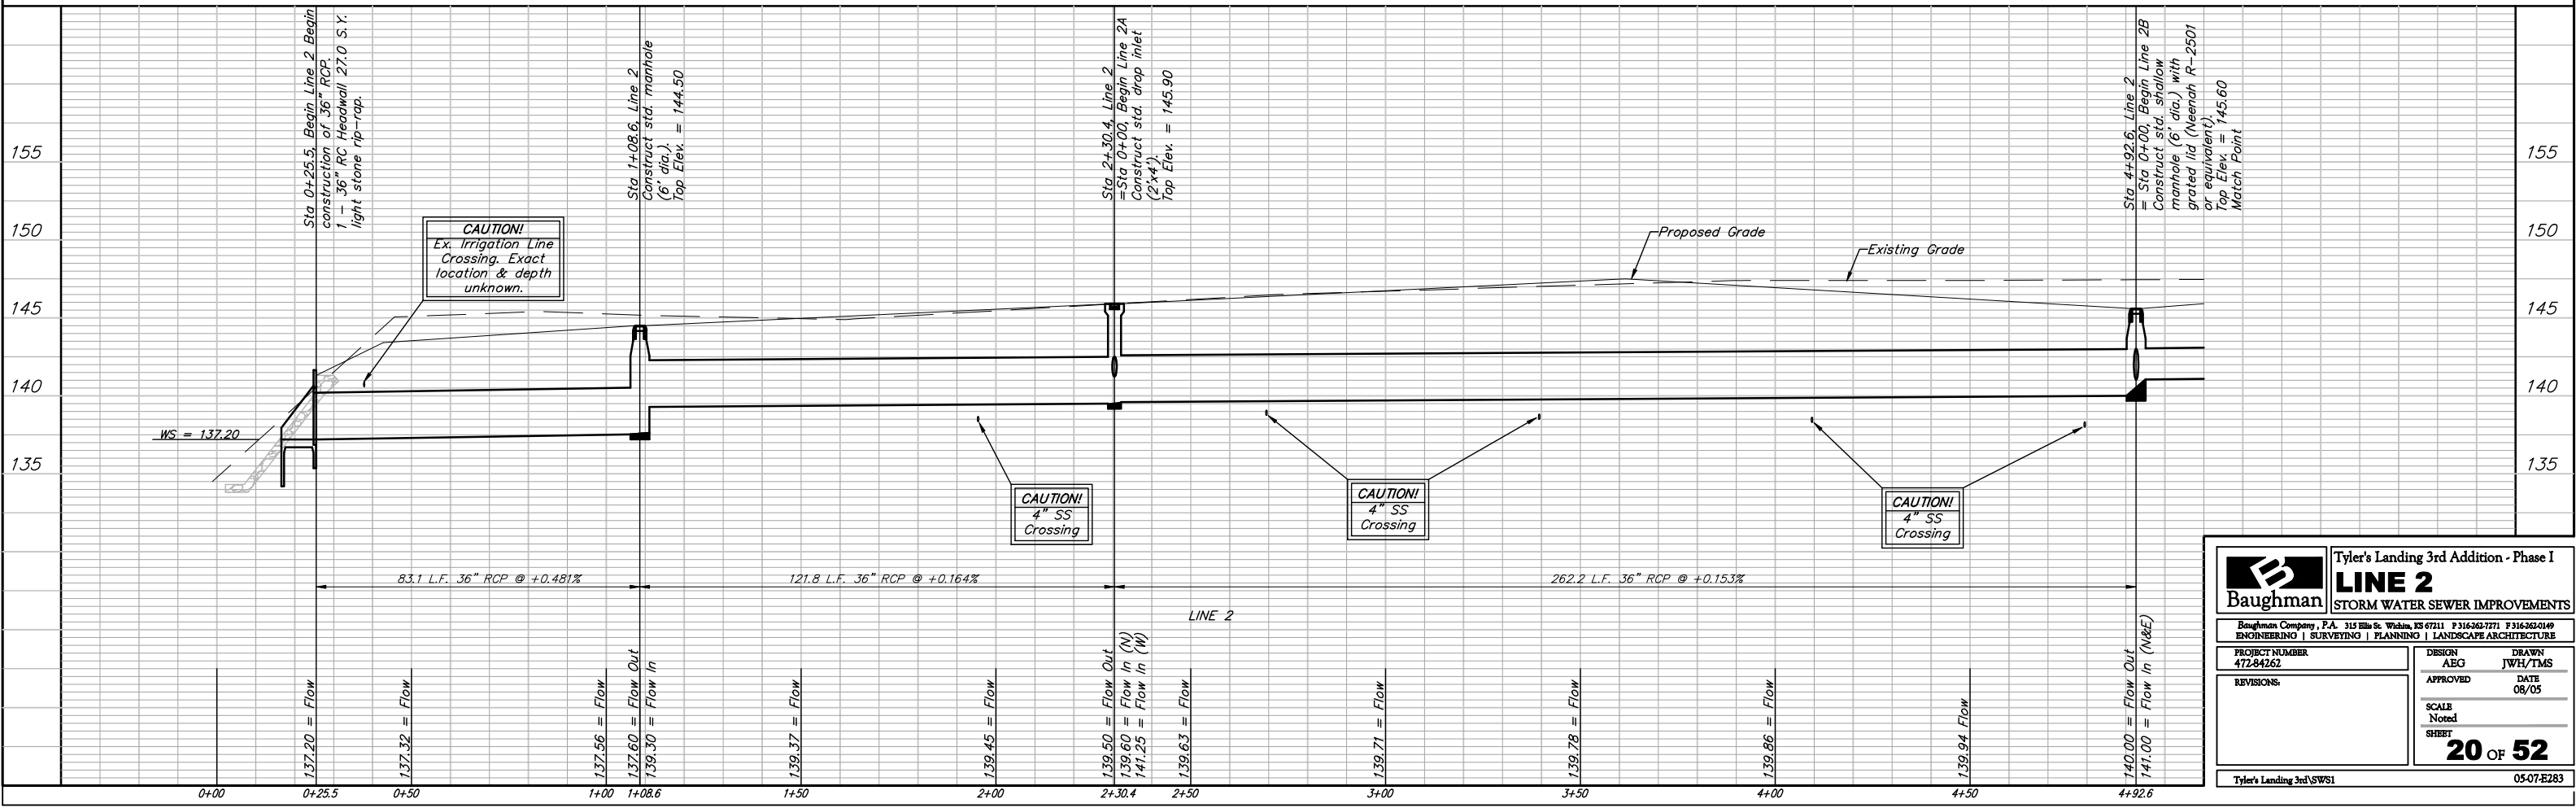 Sta 0+25.5, Begin Line 2 Begin
construction of 36" RCP.
1 - 36" RC Headwall 27.0 S.Y.
light stone rip-rap.
Sta 1+08.6, Line 2
Construct std. manhole
(6' dia.).
Top Elev. = 144.50
Sta 2+30.4, Line 2
=Sta 0+00, Begin Line 2A
Construct std. drop inlet
(2'x4').
Top Elev. = 145.90
Sta 4+92.6, Line 2
= Sta 0+00, Begin Line 2B
Construct std. shallow
manhole (6' dia.) with
grated lid (Neenah R-2501
or equivalent).
Top Elev. = 145.60
Match Point
155
150
145
140
135
155
150
145
140
135
CAUTION!
Ex. Irrigation Line
Crossing. Exact
location & depth
unknown.
Proposed Grade
Existing Grade
WS = 137.20
CAUTION!
4" SS
Crossing
CAUTION!
4" SS
Crossing
CAUTION!
4" SS
Crossing
83.1 L.F. 36" RCP @ +0.481%
121.8 L.F. 36" RCP @ +0.164%
262.2 L.F. 36" RCP @ +0.153%
LINE 2
137.20 = Flow
137.32 = Flow
137.56 = Flow
137.60 = Flow Out
139.30 = Flow In
139.37 = Flow
139.45 = Flow
139.50 = Flow Out
139.60 = Flow In (N)
141.25 = Flow In (W)
139.63 = Flow
139.71 = Flow
139.78 = Flow
139.86 = Flow
139.94 Flow
140.00 = Flow Out
141.00 = Flow In (N&E)
0+00 0+25.5 0+50 1+00 1+08.6 1+50 2+00 2+30.4 2+50 3+00 3+50 4+00 4+50 4+92.6
Baughman
Tyler's Landing 3rd Addition - Phase I
LINE 2
STORM WATER SEWER IMPROVEMENTS
Baughman Company, P.A. 315 Ellis St. Wichita, KS 67211 P 316-262-7271 F 316-262-0149
ENGINEERING | SURVEYING | PLANNING | LANDSCAPE ARCHITECTURE
PROJECT NUMBER
472-84262
REVISIONS:
DESIGN DRAWN
AEG JWH/TMS
APPROVED DATE
08/05
SCALE
Noted
SHEET
20 OF 52
Tyler's Landing 3rd\SWS1 05-07-E283